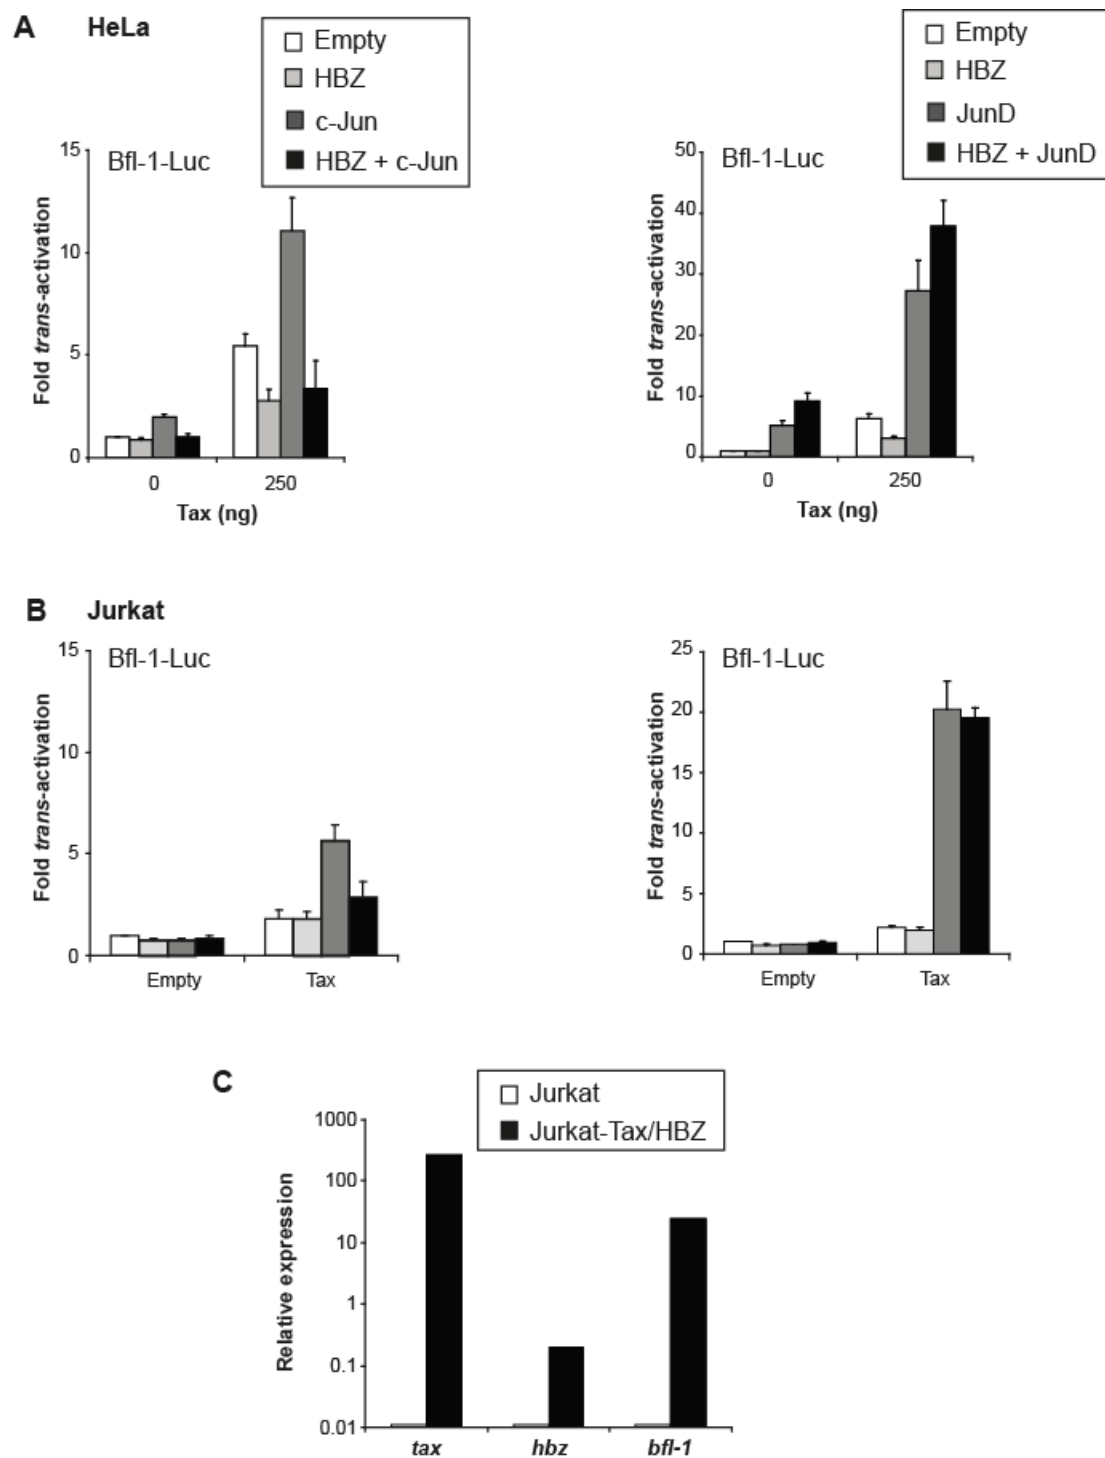 A HeLa
Empty
HBZ
c-Jun
HBZ + c-Jun
Bfl-1-Luc
15
10
5
0
Fold trans-activation
0 250
Tax (ng)
Empty
HBZ
JunD
HBZ + JunD
Bfl-1-Luc
50
40
30
20
10
0
Fold trans-activation
0 250
Tax (ng)
B Jurkat
Bfl-1-Luc
15
10
5
0
Fold trans-activation
Empty Tax
Bfl-1-Luc
25
20
15
10
5
0
Fold trans-activation
Empty Tax
C
Jurkat
Jurkat-Tax/HBZ
1000
100
10
1
0.1
0.01
Relative expression
tax hbz bfl-1